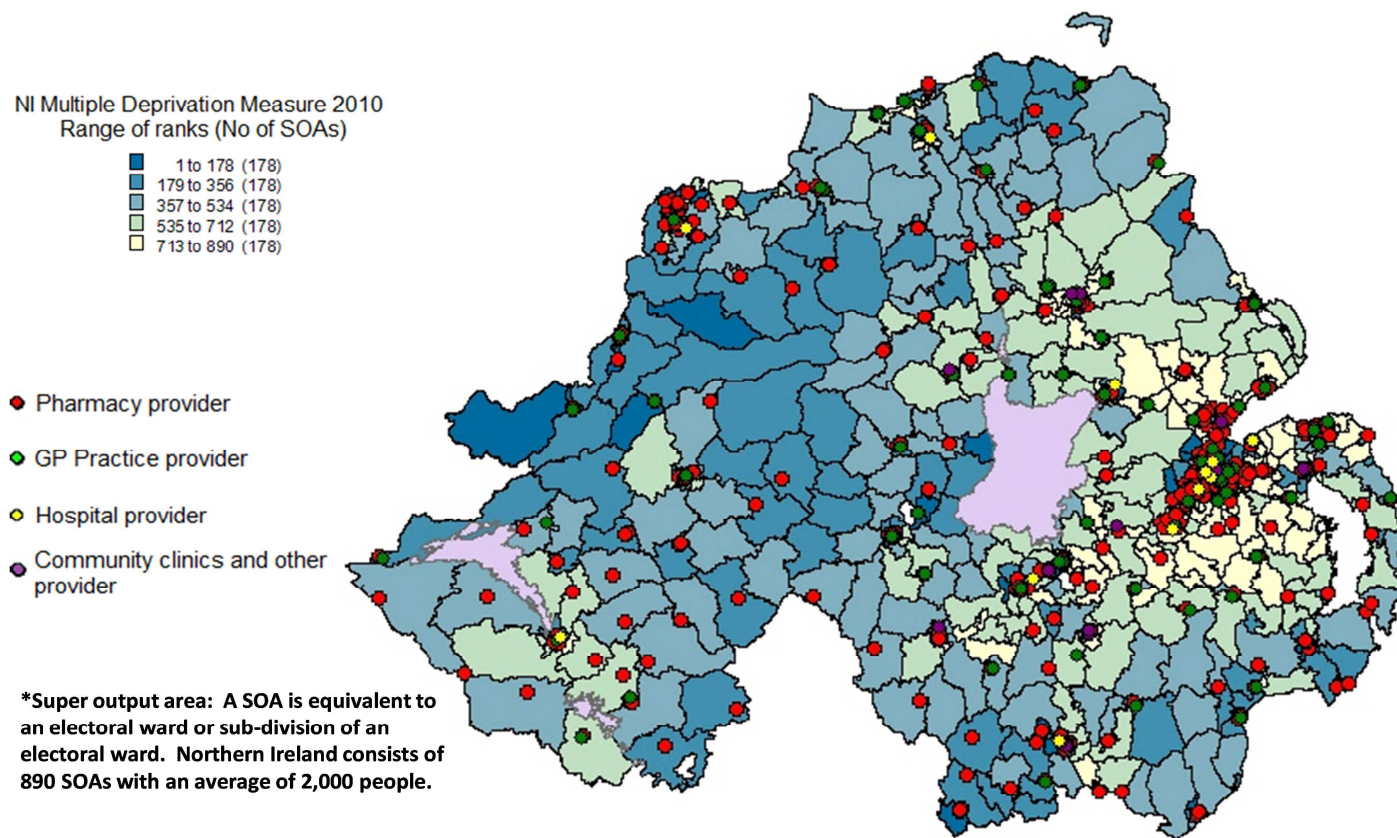 NI Multiple Deprivation Measure 2010
Range of ranks (No of SOAs)
1 to 178 (178)
179 to 356 (178)
357 to 534 (178)
535 to 712 (178)
713 to 890 (178)
Pharmacy provider
GP Practice provider
Hospital provider
Community clinics and other
provider
*Super output area: A SOA is equivalent to
an electoral ward or sub-division of an
electoral ward. Northern Ireland consists of
890 SOAs with an average of 2,000 people.